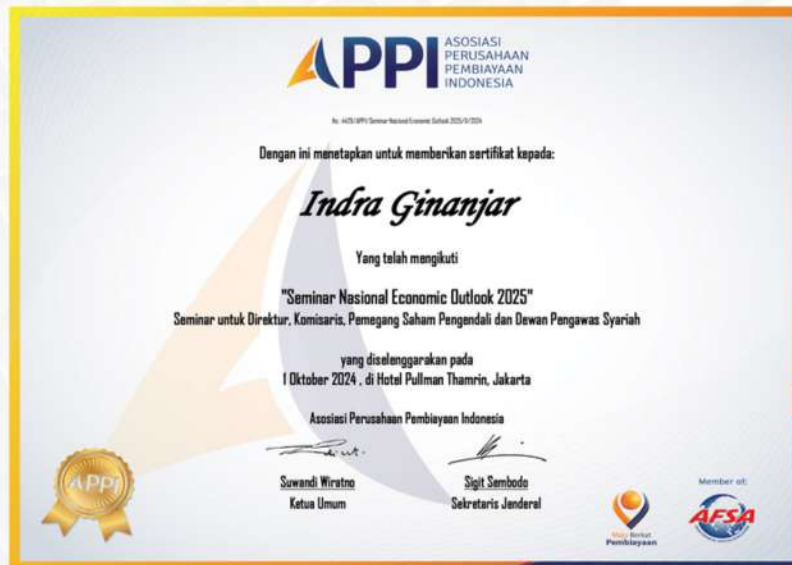 APPI
ASOSIASI
PERUSAHAAN
PEMBIAYAAN
INDONESIA
Dengan ini menetapkan untuk memberikan sertifikat kepada:
Indra Ginanjar
Yang telah mengikuti
"Seminar Nasional Economic Outlook 2025"
Seminar untuk Direktur, Komisaris, Pemegang Saham Pengendali dan Dewan Pengawas Syariah
yang diselenggarakan pada
1 Oktober 2024 , di Hotel Pullman Thamrin, Jakarta
Asosiasi Perusahaan Pembiayaan Indonesia
Suwandi Wiratno
Sigit Sembodo
Ketua Umum
Sekretaris Jenderal
APPI
Maju Berkat
Pembiayaan
Member of:
AFSA